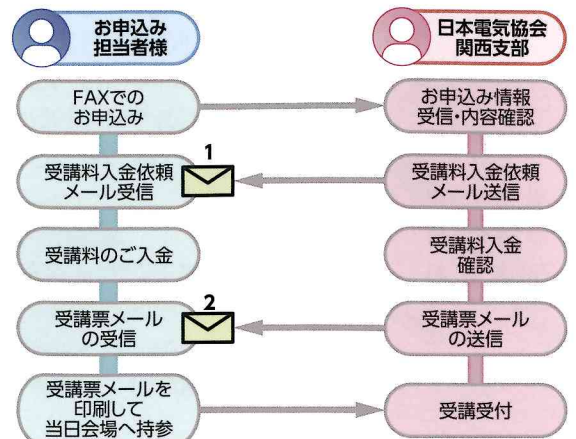 お申込み
担当者様
日本電気協会
関西支部
FAXでの
お申込み
お申込み情報
受信・内容確認
1
受講料入金依頼
メール受信
受講料入金依頼
メール送信
受講料のご入金
受講料入金
確認
2
受講票メール
の受信
受講票メール
の送信
受講票メールを
印刷して
当日会場へ持参
受講受付